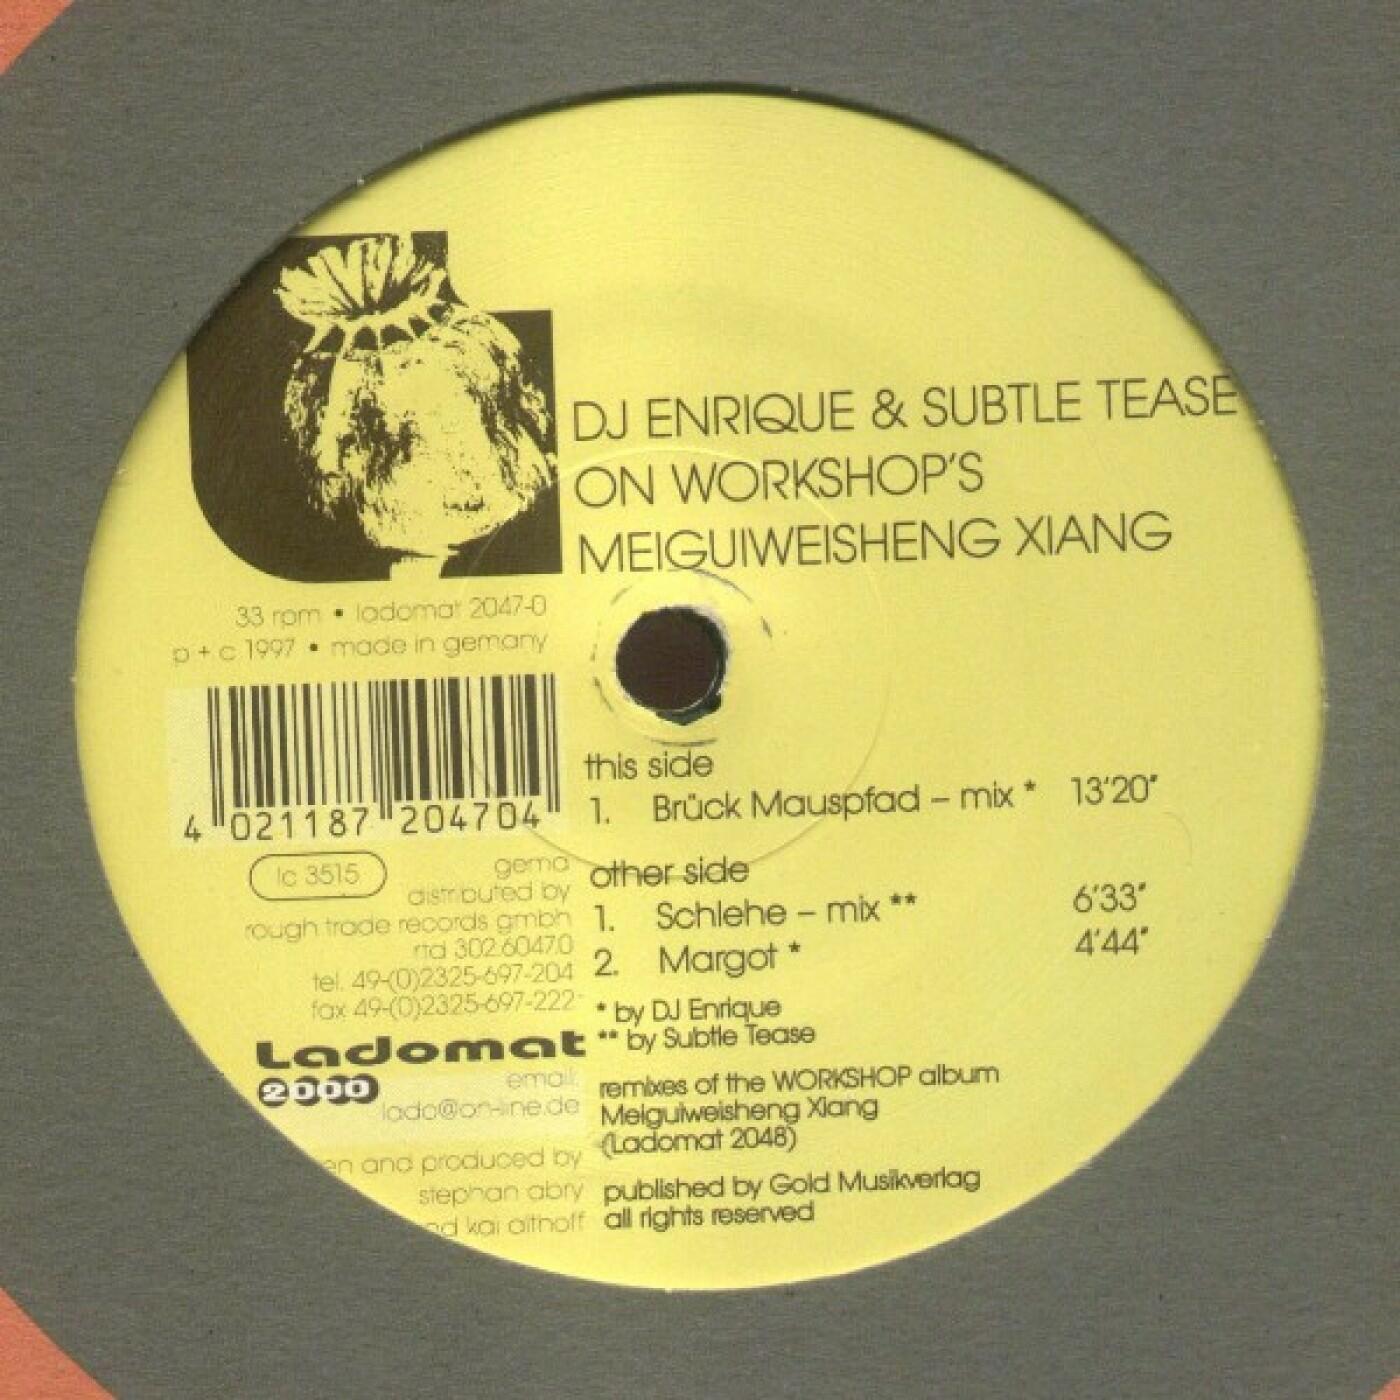 DJ ENRIQUE & SUBTLE TEASE
ON WORKSHOP'S
MEIGUIWEISHENG XIANG
33 rpm • ladomat 2047-0
p + c 1997 • made in gemany
4 021187 204704
lc 3515
gema
distributed by
rough trade records gmbh
rtd 302.6047.0
tel. 49-(0)2325-697-204
fax 49-(0)2325-697-222
Ladomat
2000
email:
lado@on-line.de
en and produced by
stephan abry
nd kai althoff
this side
1. Brück Mauspfad – mix * 13'20"
other side
1. Schlehe – mix ** 6'33"
2. Margot * 4'44"
* by DJ Enrique
** by Subtle Tease
remixes of the WORKSHOP album
Meiguiweisheng Xiang
(Ladomat 2048)
published by Gold Musikverlag
all rights reserved